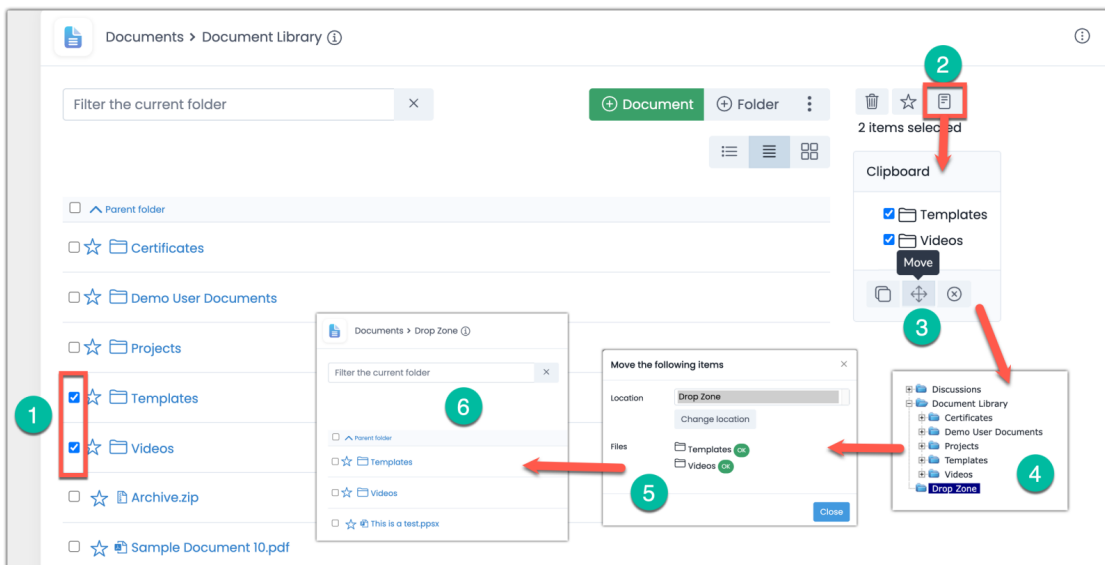 Documents > Document Library
2
Filter the current folder
Document
Folder
2 items selected
Clipboard
Templates
Videos
Move
3
Parent folder
Certificates
Demo User Documents
Projects
1
Templates
Videos
Archive.zip
Sample Document 10.pdf
Documents > Drop Zone
Filter the current folder
6
Parent folder
Templates
Videos
This is a test.ppsx
Move the following items
Location
Drop Zone
Change location
Files
Templates OK
Videos OK
5
Close
Discussions
Document Library
Certificates
Demo User Documents
Projects
Templates
Videos
Drop Zone
4